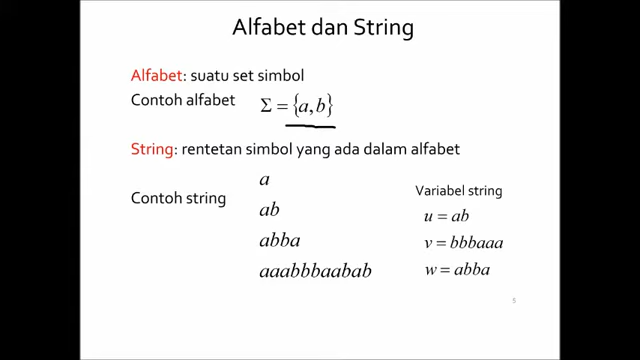 Alfabet dan String
Alfabet: suatu set simbol
Contoh alfabet Σ = {a, b}
String: rentetan simbol yang ada dalam alfabet
Contoh string
a
ab
abba
aaabbbaabab
Variabel string
u = ab
v = bbbaaa
w = abba
5